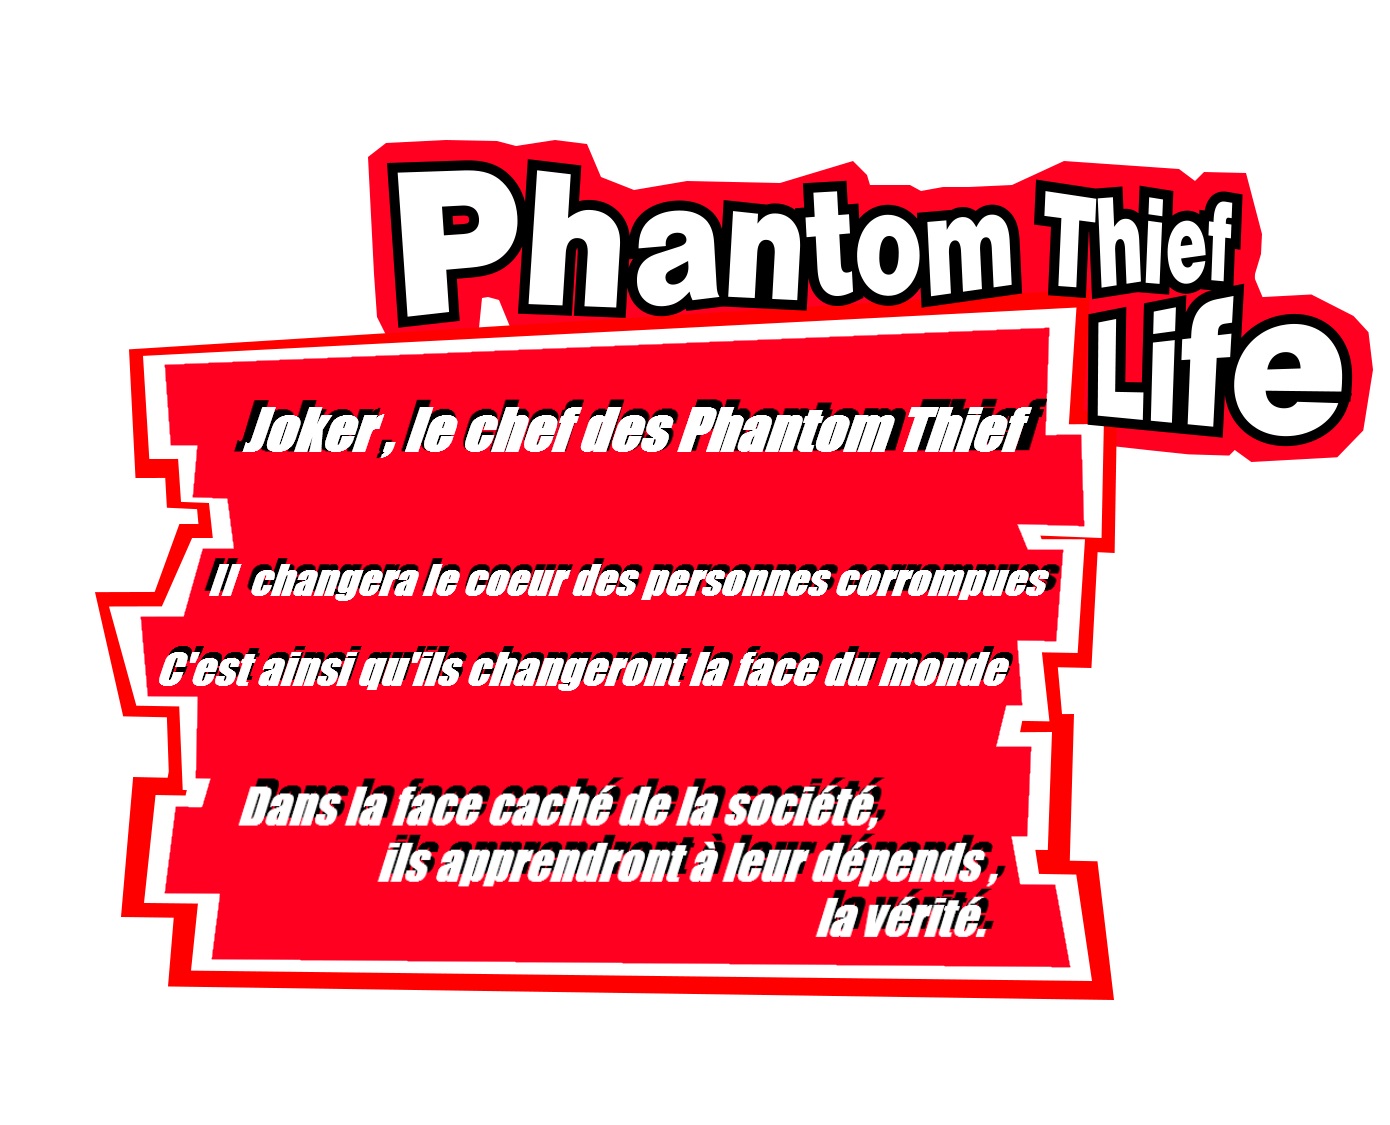 Phantom Thief
Life
Joker, le chef des Phantom Thief
Il changera le coeur des personnes corrompues
C'est ainsi qu'ils changeront la face du monde
Dans la face caché de la société,
ils apprendront à leur dépends,
la vérité.